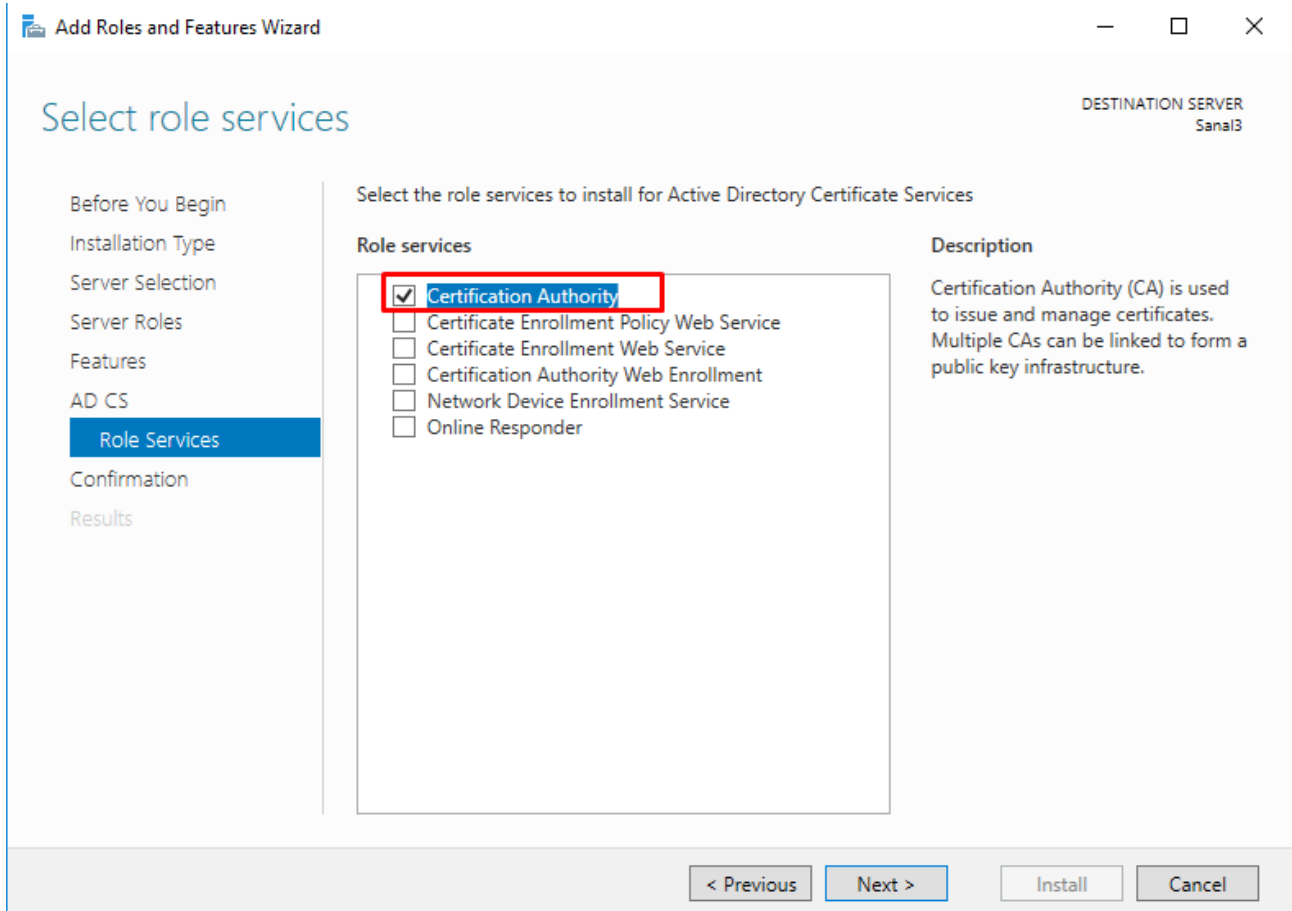 Add Roles and Features Wizard
Select role services
DESTINATION SERVER
Sanal3
Before You Begin
Installation Type
Server Selection
Server Roles
Features
AD CS
Role Services
Confirmation
Results
Select the role services to install for Active Directory Certificate Services
Role services
Certification Authority
Certificate Enrollment Policy Web Service
Certificate Enrollment Web Service
Certification Authority Web Enrollment
Network Device Enrollment Service
Online Responder
Description
Certification Authority (CA) is used
to issue and manage certificates.
Multiple CAs can be linked to form a
public key infrastructure.
< Previous
Next >
Install
Cancel